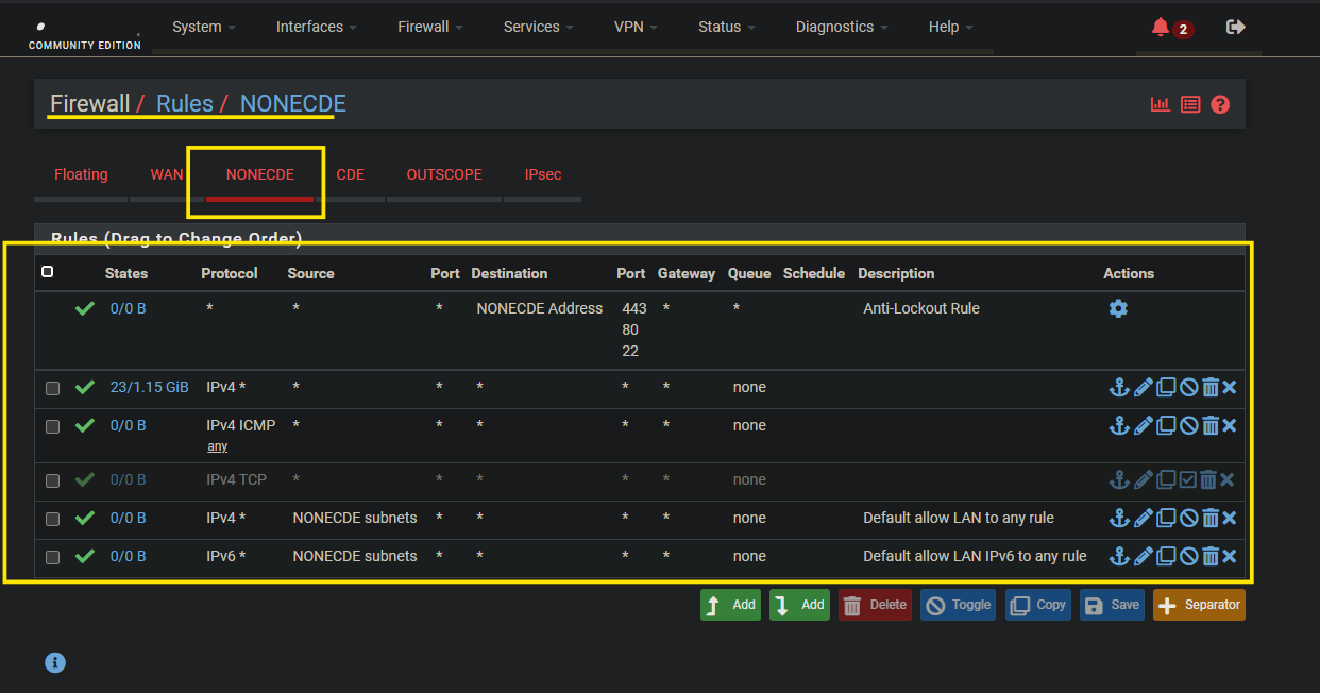 System Interfaces Firewall Services VPN Status Diagnostics Help 2
COMMUNITY EDITION
Firewall / Rules / NONECDE
Floating WAN NONECDE CDE OUTSCOPE IPsec
Rules (Drag to Change Order)
States Protocol Source Port Destination Port Gateway Queue Schedule Description Actions
0/0 B * * * NONECDE Address 443 * * Anti-Lockout Rule
80
22
23/1.15 GiB IPv4 * * * * * * none
0/0 B IPv4 ICMP * * * * * none
any
0/0 B IPv4 TCP * * * * * none
0/0 B IPv4 * NONECDE subnets * * * * none Default allow LAN to any rule
0/0 B IPv6 * NONECDE subnets * * * * none Default allow LAN IPv6 to any rule
Add Add Delete Toggle Copy Save Separator